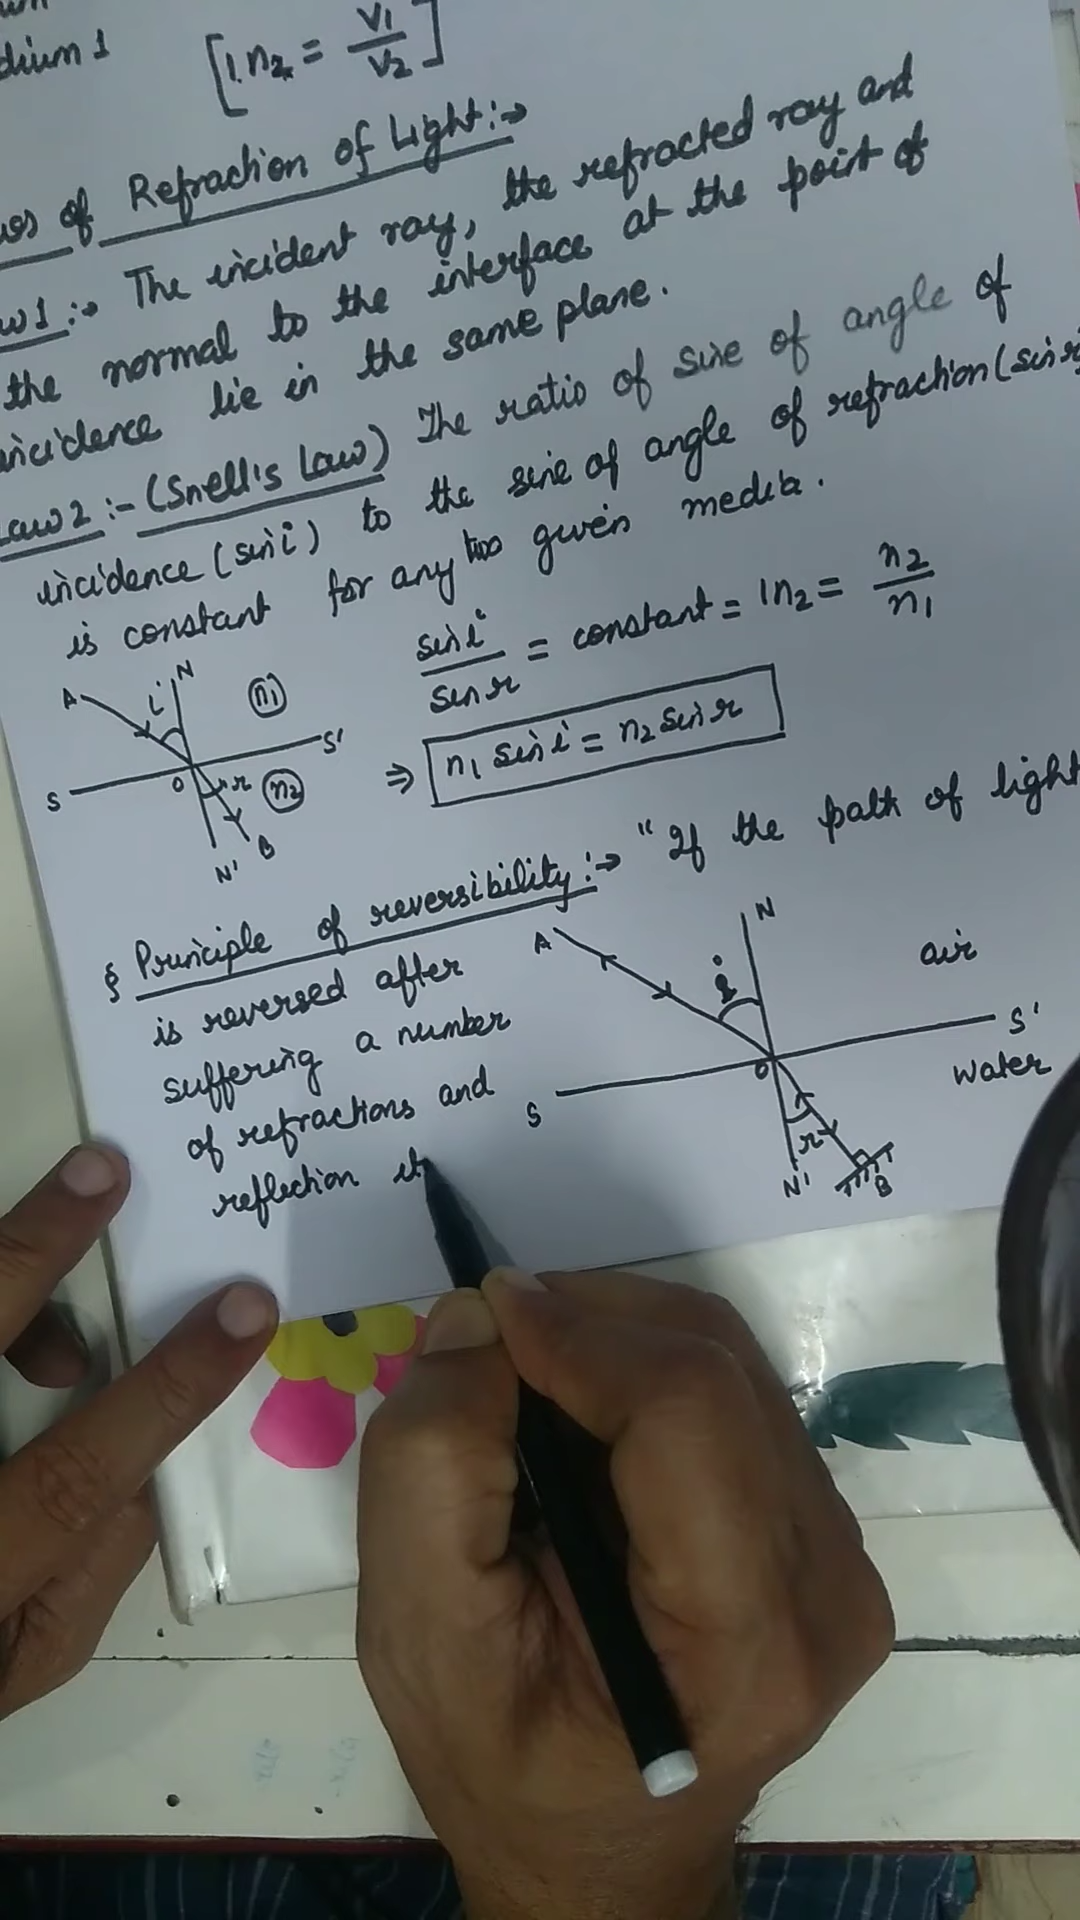 dium 1
[1n2 = V1/V2]
of Refraction of Light :→
1 :→ The incident ray, the refracted ray and
the normal to the interface at the point of
incidence lie in the same plane.
Law 2 :- (Snell's Law) The ratio of sine of angle of
incidence (sin i) to the sine of angle of refraction (sin r)
is constant for any two given media.
sin i / sin r = constant = 1n2 = n2/n1
⇒ n1 sin i = n2 sin r
A i N n1
S O S' r n2
N' B
§ Principle of reversibility :→ "If the path of light
is reversed after
suffering a number
of refractions and
reflection
A N i air
S O S' Water
r N' B